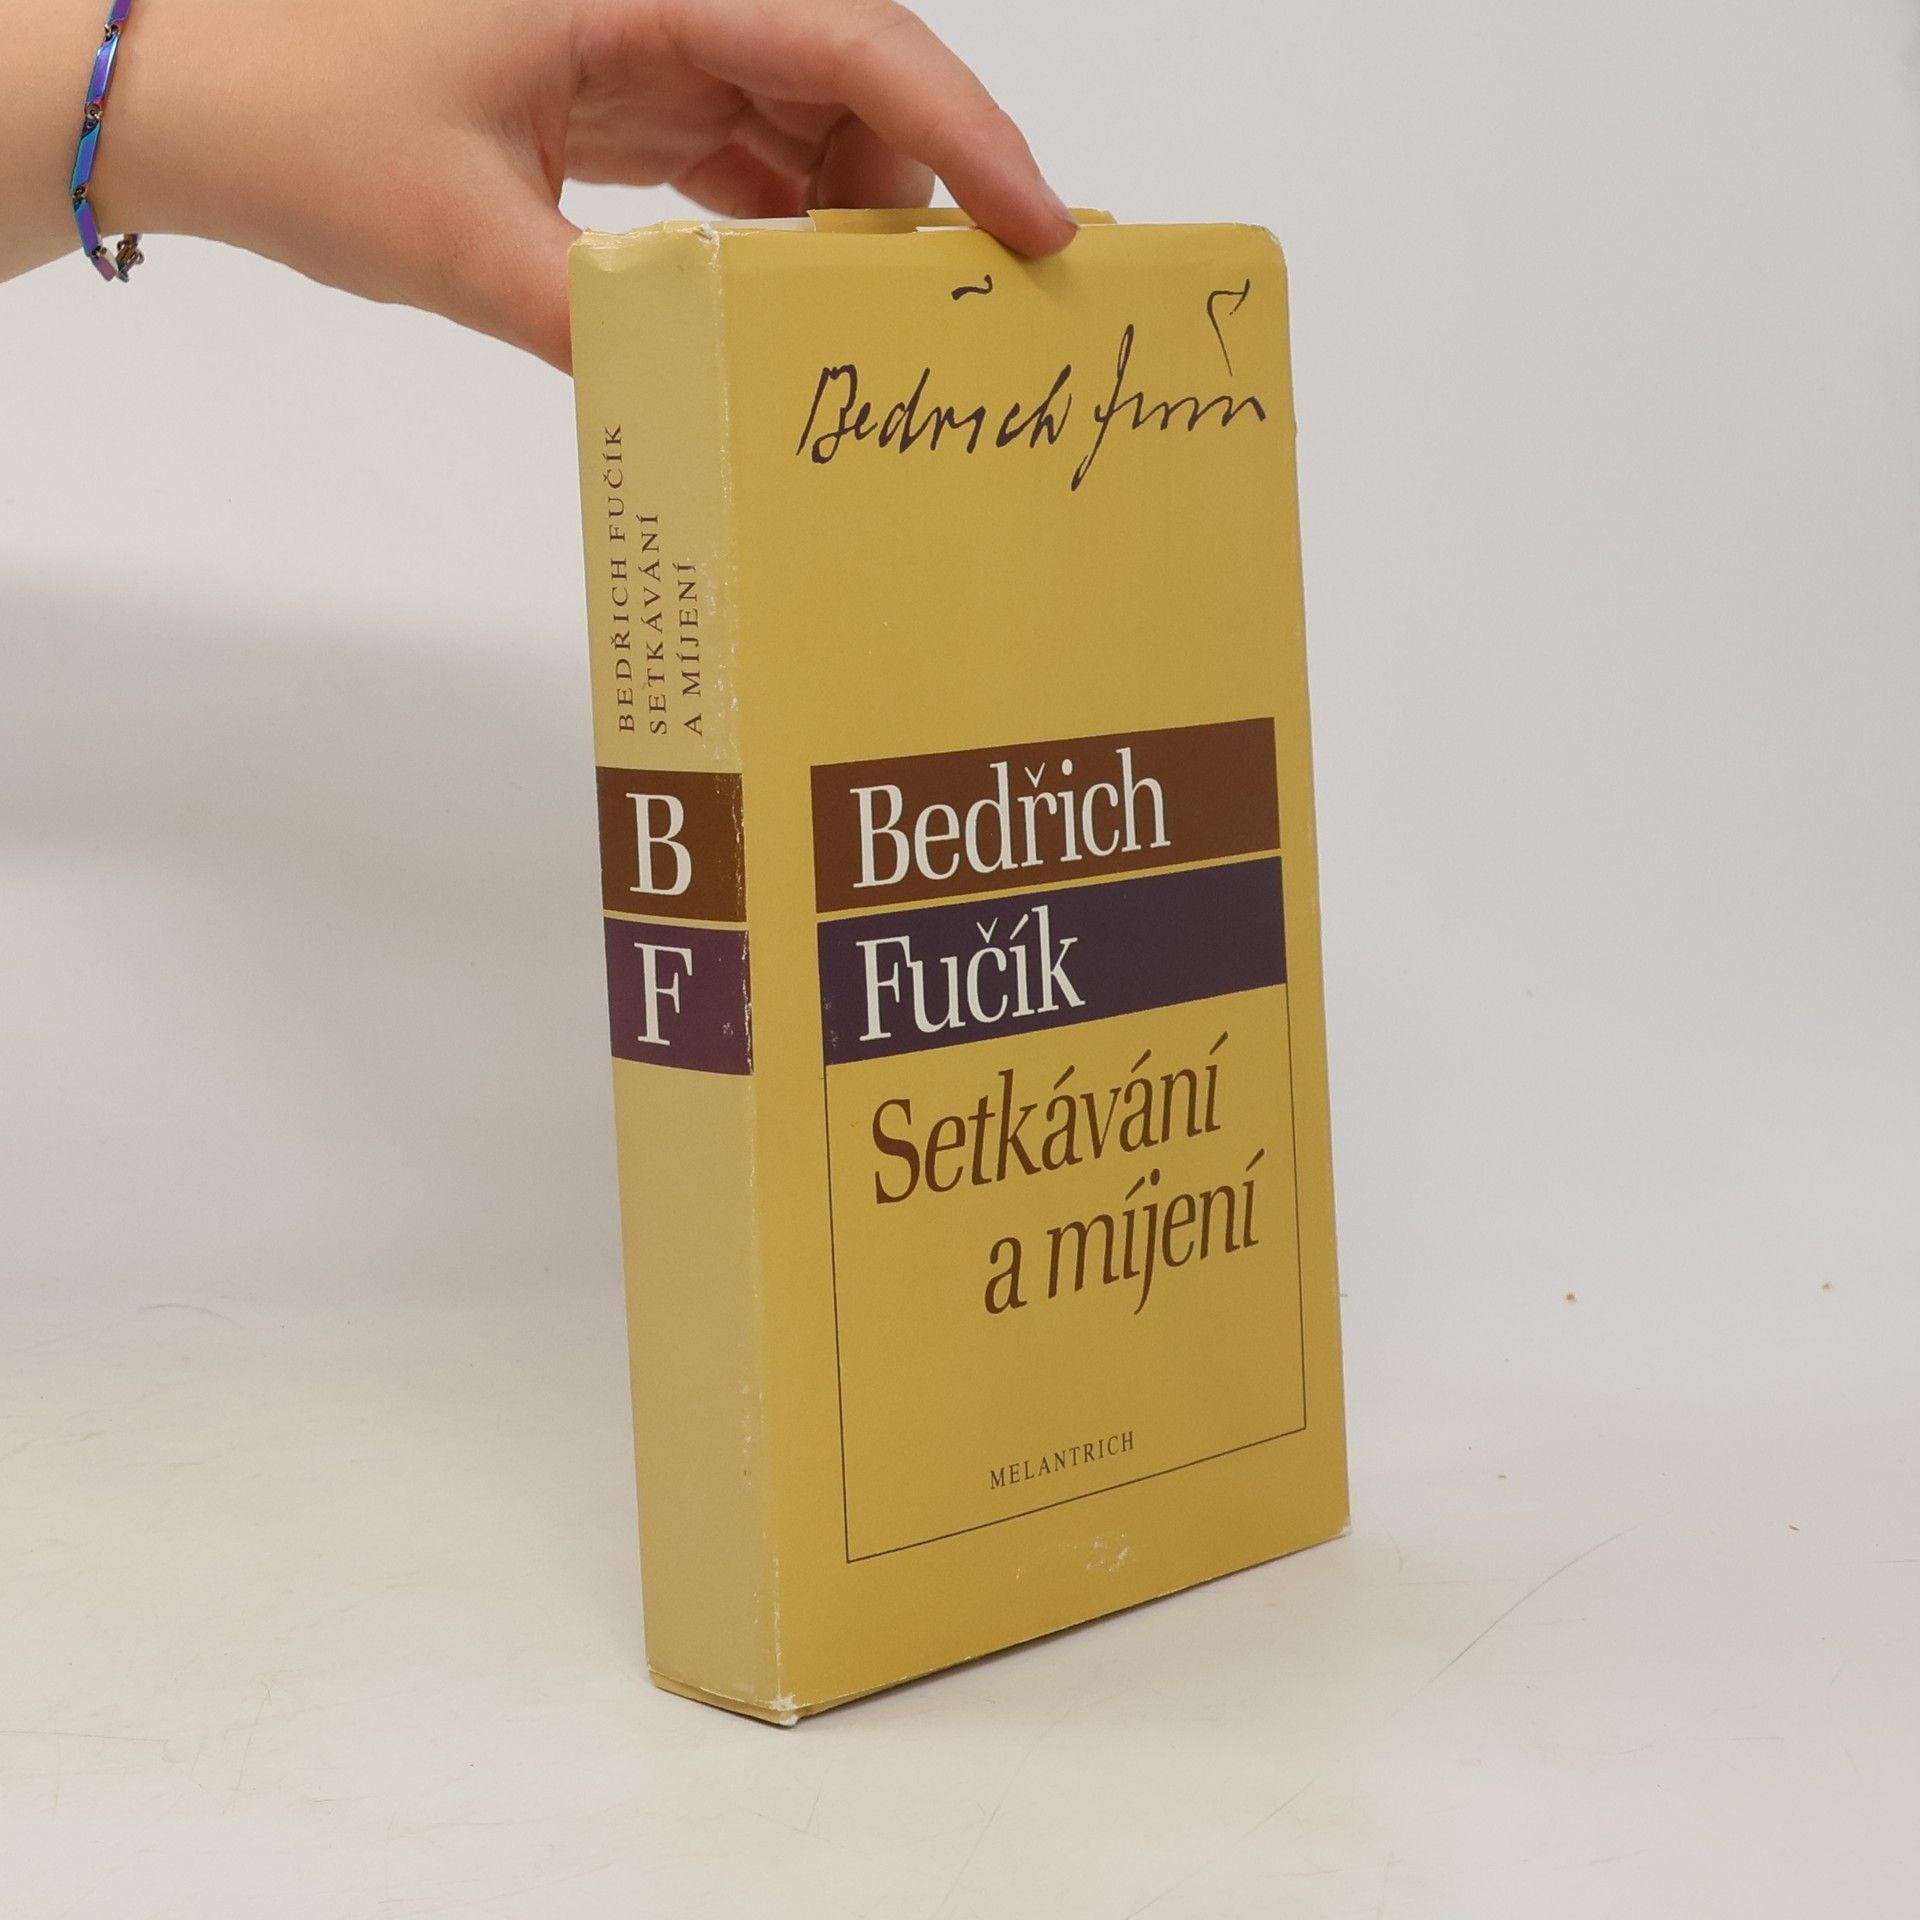 Bedřich Fučík
BEDŘICH FUČÍK
SETKÁVÁNÍ
A MÍJENÍ
B
F
Bedřich
Fučík
Setkávání
a míjení
MELANTRICH